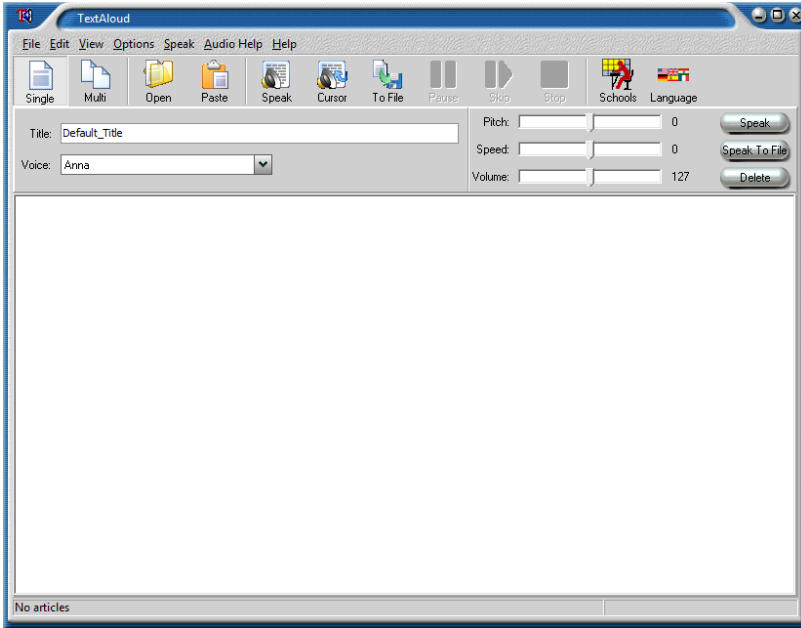 TextAloud
File Edit View Options Speak Audio Help Help
Single Multi Open Paste Speak Cursor To File Pause Skip Stop Schools Language
Title: Default_Title
Voice: Anna
Pitch: 0 Speak
Speed: 0 Speak To File
Volume: 127 Delete
No articles